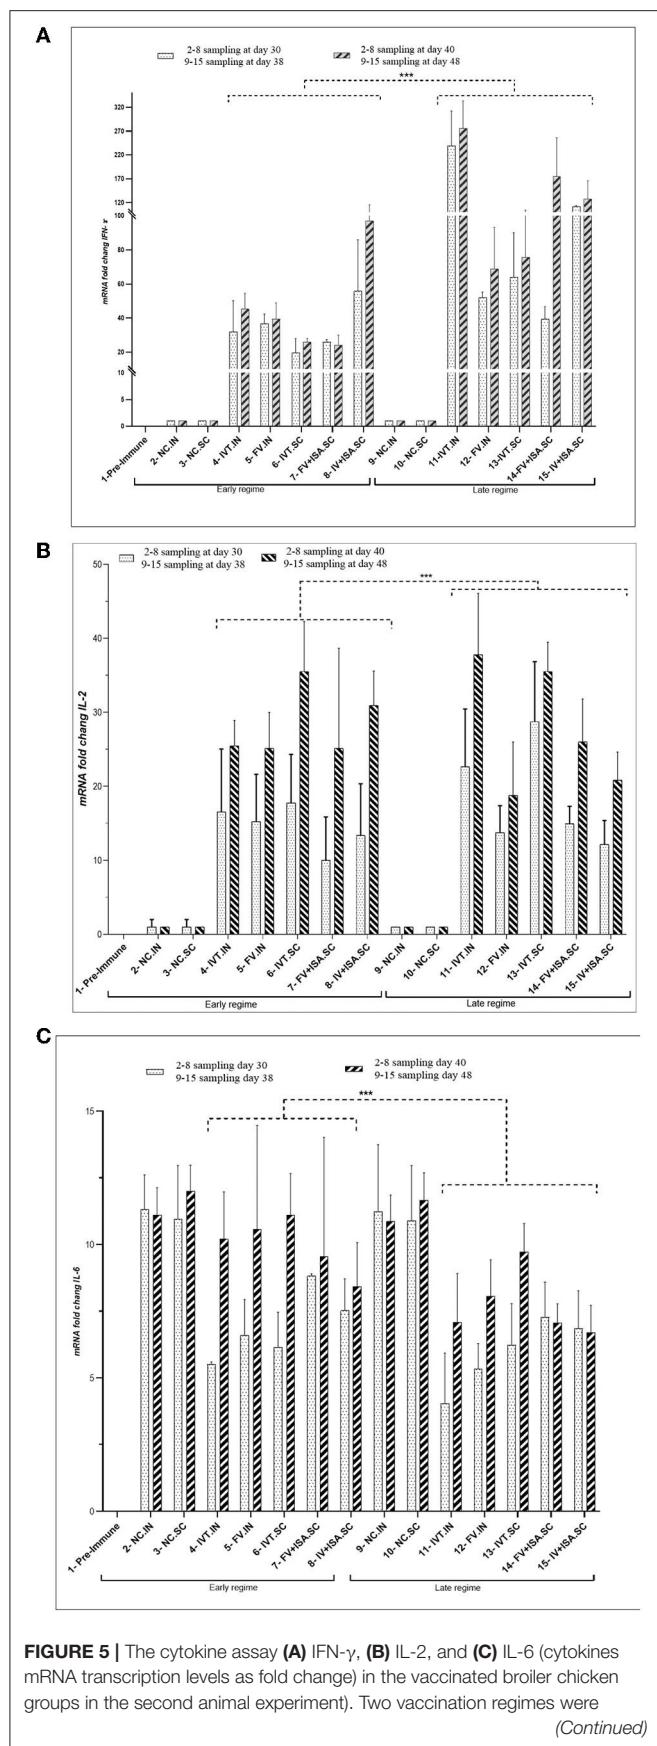 A
2-8 sampling at day 30
9-15 sampling at day 38
2-8 sampling at day 40
9-15 sampling at day 48
***
mRNA fold chang IFN- ɤ
320
270
220
170
120
100
80
60
40
20
10
5
0
1-Pre-Immune
2- NC.IN
3- NC.SC
4- IVT.IN
5- FV.IN
6- IVT.SC
7- FV+ISA.SC
8- IV+ISA.SC
9- NC.IN
10- NC.SC
11-IVT.IN
12- FV.IN
13-IVT.SC
14-FV+ISA.SC
15- IV+ISA.SC
Early regime
Late regime
B
2-8 sampling at day 30
9-15 sampling at day 38
2-8 sampling at day 40
9-15 sampling at day 48
***
mRNA fold chang IL-2
50
40
30
20
10
0
1- Pre-Immune
2- NC.IN
3- NC.SC
4- IVT.IN
5- FV.IN
6- IVT.SC
7- FV+ISA.SC
8- IV+ISA.SC
9- NC.IN
10- NC.SC
11- IVT.IN
12- FV.IN
13- IVT.SC
14- FV+ISA.SC
15- IV+ISA.SC
Early regime
Late regime
C
2-8 sampling day 30
9-15 sampling day 38
2-8 sampling day 40
9-15 sampling day 48
***
mRNA fold chang IL-6
15
10
5
0
1- Pre-Immune
2- NC.IN
3- NC.SC
4- IVT.IN
5- FV.IN
6- IVT.SC
7- FV+ISA.SC
8- IV+ISA.SC
9- NC.IN
10- NC.SC
11- IVT.IN
12- FV.IN
13- IVT.SC
14- FV+ISA.SC
15- IV+ISA.SC
Early regime
Late regime
FIGURE 5 | The cytokine assay (A) IFN-γ, (B) IL-2, and (C) IL-6 (cytokines
mRNA transcription levels as fold change) in the vaccinated broiler chicken
groups in the second animal experiment). Two vaccination regimes were
(Continued)